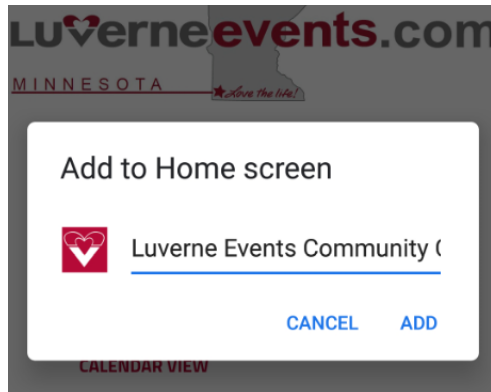 Luverneevents.com
MINNESOTA
Love the life!
Add to Home screen
Luverne Events Community
CANCEL ADD
CALENDAR VIEW